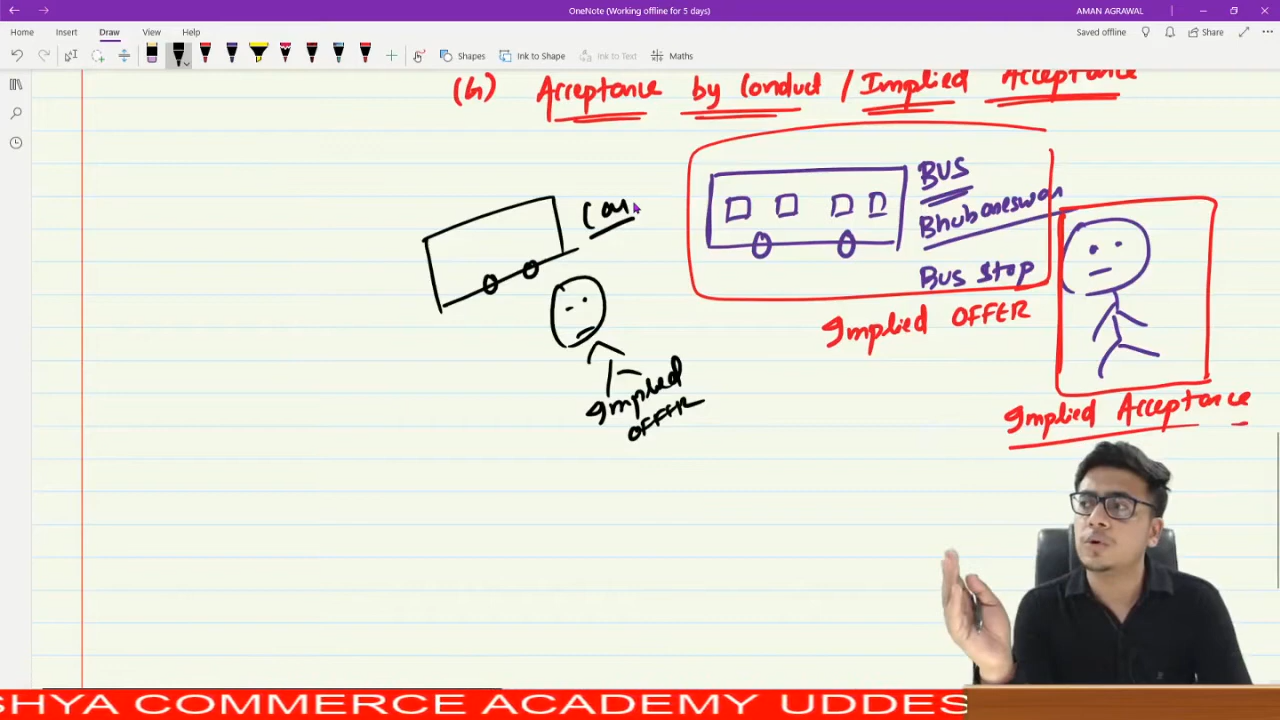 OneNote (Working offline for 5 days)
AMAN AGRAWAL
Home Insert Draw View Help
Saved offline
Share
Shapes Ink to Shape Ink to Text Maths
(G) Acceptance by Conduct / Implied Acceptance
BUS
Bhubaneswar
Bus Stop
Implied OFFER
Implied OFFER
Implied Acceptance
SHYA COMMERCE ACADEMY UDDES